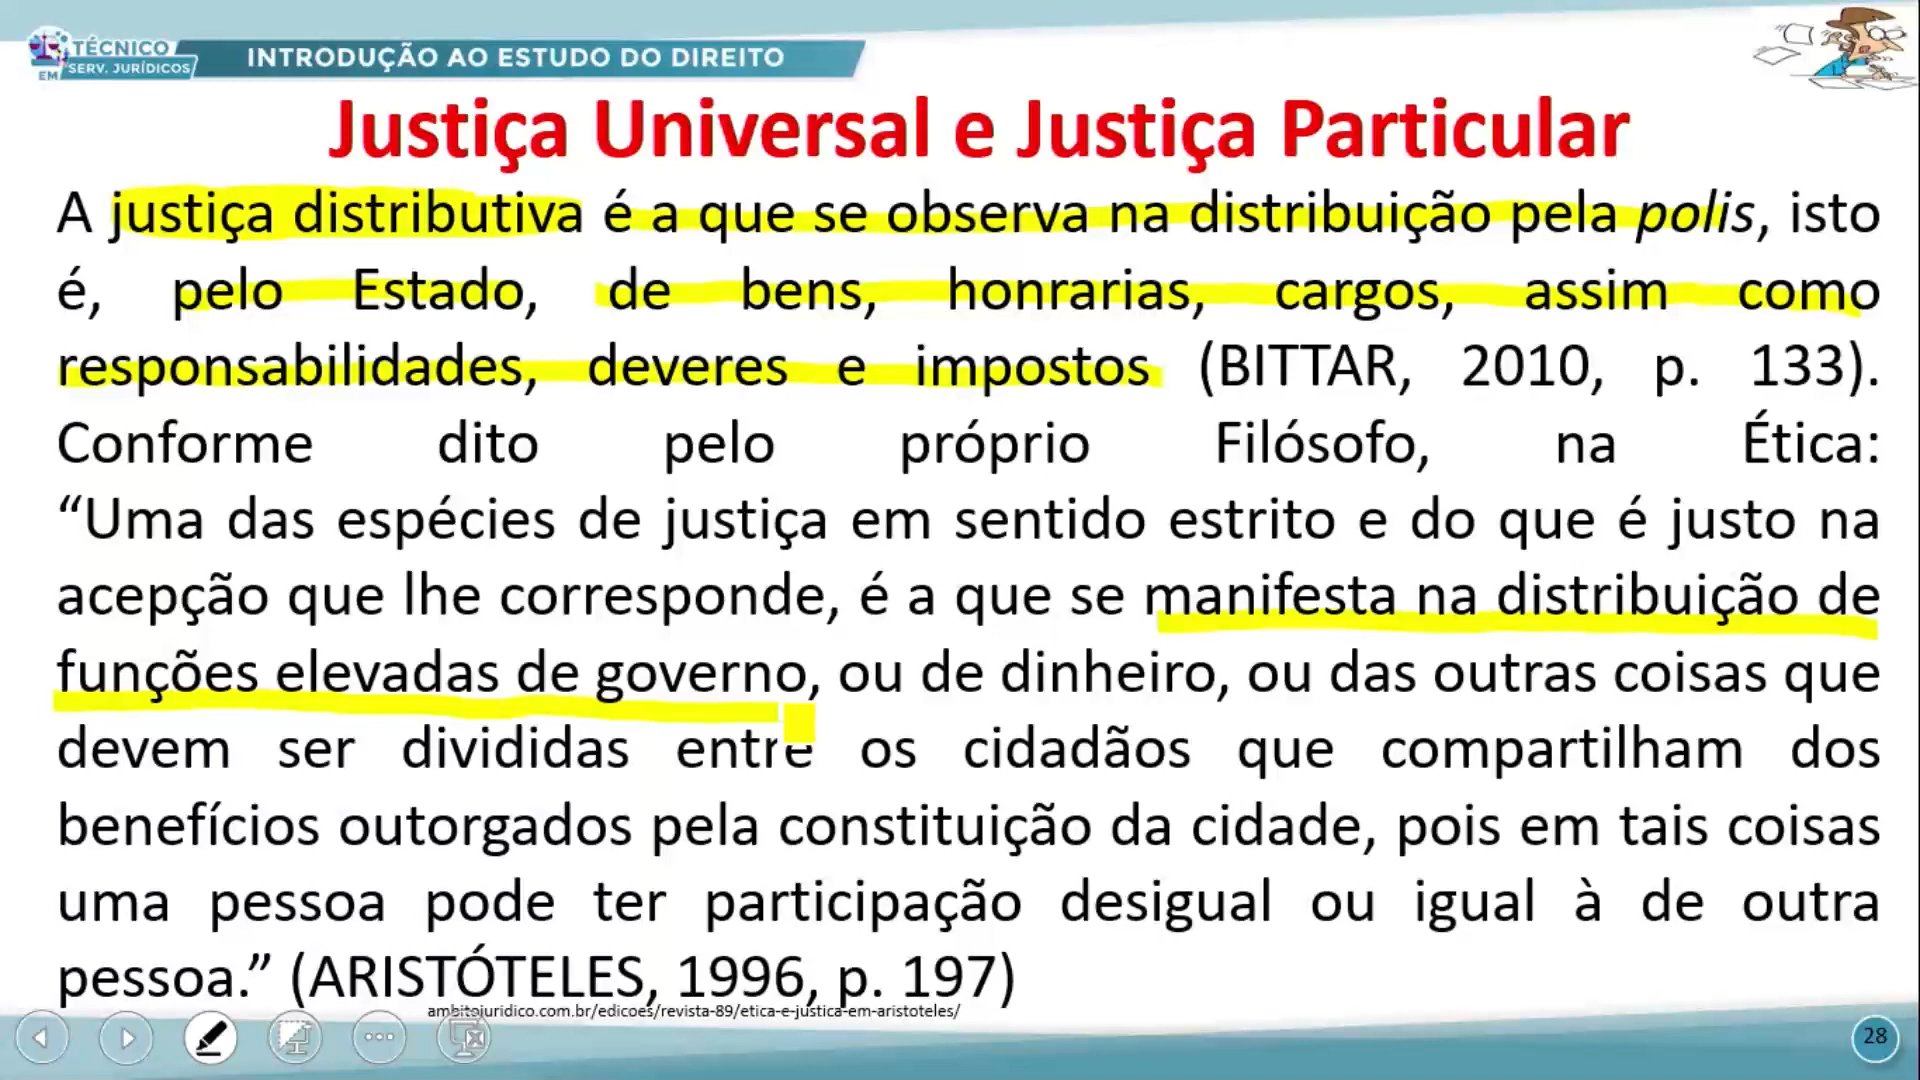 TÉCNICO
EM SERV. JURÍDICOS
INTRODUÇÃO AO ESTUDO DO DIREITO
Justiça Universal e Justiça Particular
A justiça distributiva é a que se observa na distribuição pela polis, isto
é, pelo Estado, de bens, honrarias, cargos, assim como
responsabilidades, deveres e impostos (BITTAR, 2010, p. 133).
Conforme dito pelo próprio Filósofo, na Ética:
“Uma das espécies de justiça em sentido estrito e do que é justo na
acepção que lhe corresponde, é a que se manifesta na distribuição de
funções elevadas de governo, ou de dinheiro, ou das outras coisas que
devem ser divididas entre os cidadãos que compartilham dos
benefícios outorgados pela constituição da cidade, pois em tais coisas
uma pessoa pode ter participação desigual ou igual à de outra
pessoa.” (ARISTÓTELES, 1996, p. 197)
ambitojuridico.com.br/edicoes/revista-89/etica-e-justica-em-aristoteles/
28